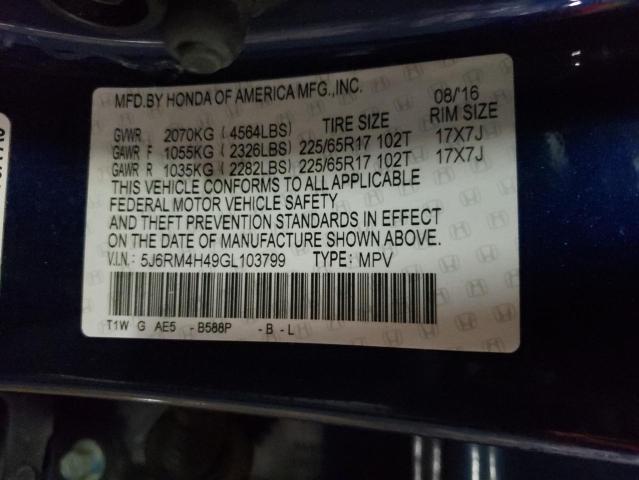 MFD.BY HONDA OF AMERICA MFG.,INC. 08/'16
TIRE SIZE RIM SIZE
GVWR 2070KG ( 4564LBS)
GAWR F 1055KG ( 2326LBS) 225/65R17 102T 17X7J
GAWR R 1035KG ( 2282LBS) 225/65R17 102T 17X7J
THIS VEHICLE CONFORMS TO ALL APPLICABLE
FEDERAL MOTOR VEHICLE SAFETY
AND THEFT PREVENTION STANDARDS IN EFFECT
ON THE DATE OF MANUFACTURE SHOWN ABOVE.
V.I.N.: 5J6RM4H49GL103799 TYPE: MPV
T1W G AE5 - B588P - B - L